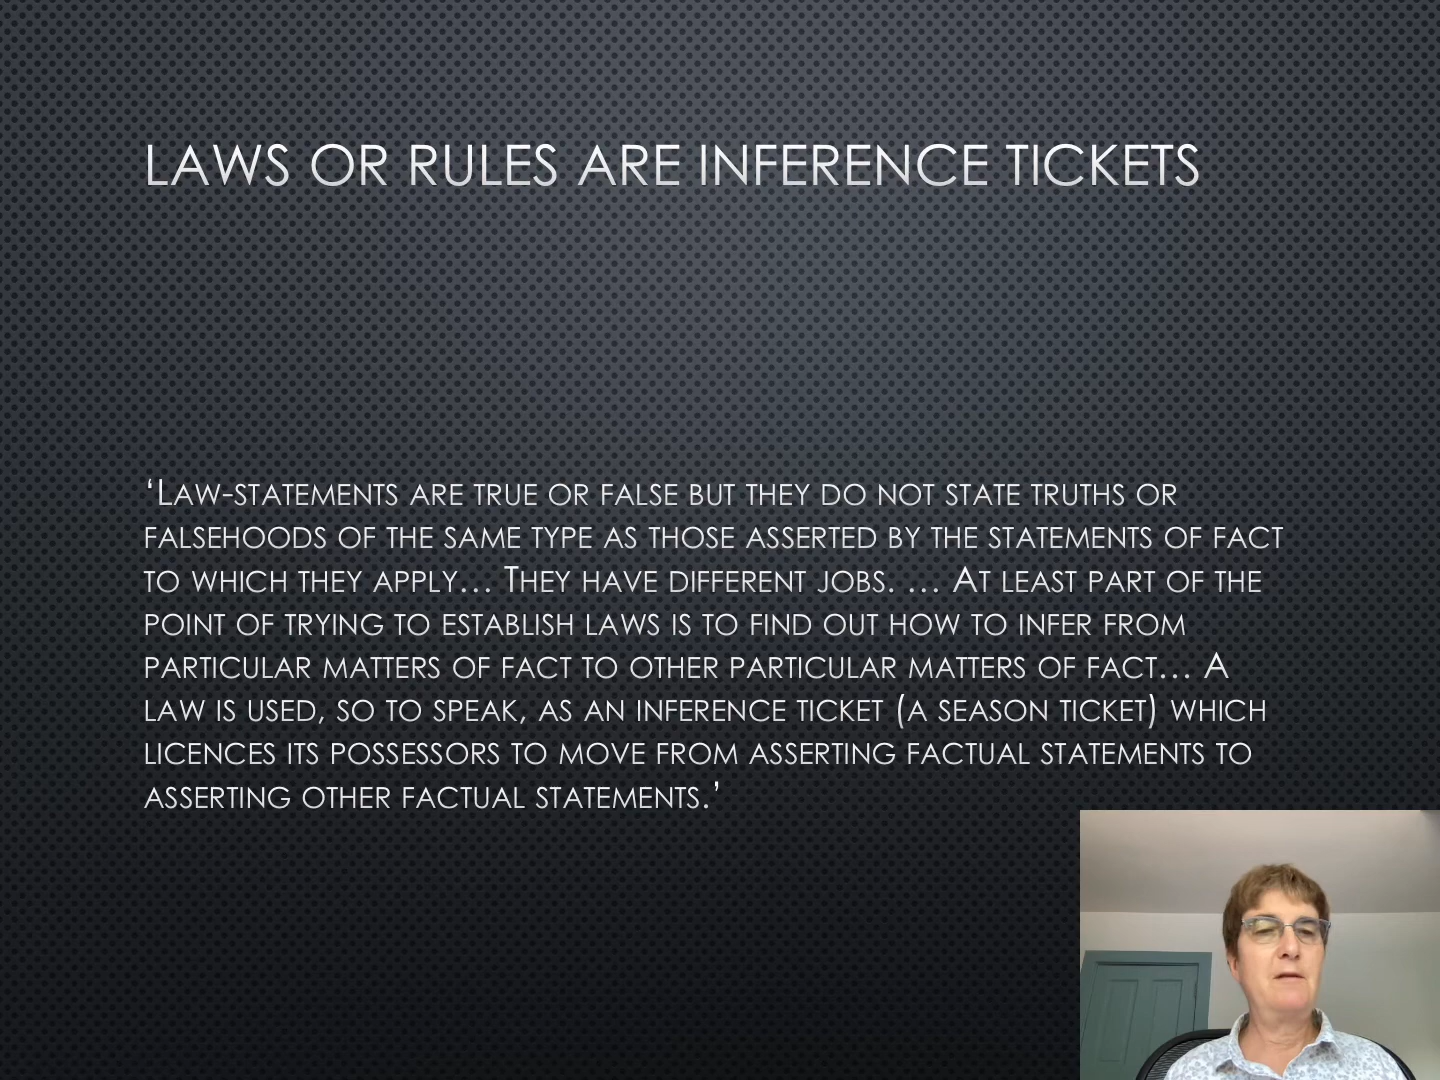 LAWS OR RULES ARE INFERENCE TICKETS
‘LAW-STATEMENTS ARE TRUE OR FALSE BUT THEY DO NOT STATE TRUTHS OR
FALSEHOODS OF THE SAME TYPE AS THOSE ASSERTED BY THE STATEMENTS OF FACT
TO WHICH THEY APPLY… THEY HAVE DIFFERENT JOBS. … AT LEAST PART OF THE
POINT OF TRYING TO ESTABLISH LAWS IS TO FIND OUT HOW TO INFER FROM
PARTICULAR MATTERS OF FACT TO OTHER PARTICULAR MATTERS OF FACT… A
LAW IS USED, SO TO SPEAK, AS AN INFERENCE TICKET (A SEASON TICKET) WHICH
LICENCES ITS POSSESSORS TO MOVE FROM ASSERTING FACTUAL STATEMENTS TO
ASSERTING OTHER FACTUAL STATEMENTS.’